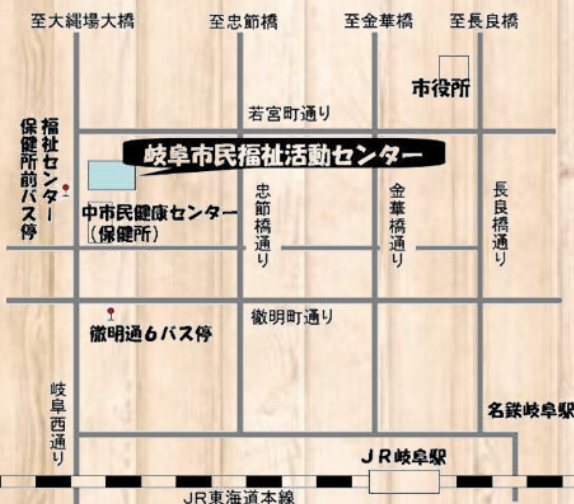 至大縄場大橋
至忠節橋
至金華橋
至長良橋
市役所
若宮町通り
岐阜市民福祉活動センター
福祉センター
保健所前バス停
中市民健康センター
（保健所）
忠節橋通り
金華橋通り
長良橋通り
徹明町通り
徹明通6バス停
岐阜西通り
名鉄岐阜駅
JR岐阜駅
JR東海道本線